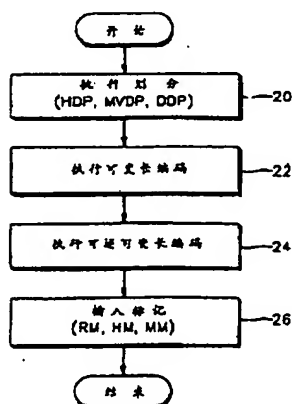 开始
执行划分
(HDP, MVDP, DDP)
20
执行可变长编码
22
执行可逆可变长编码
24
插入标记
(RM, HM, MM)
26
结束